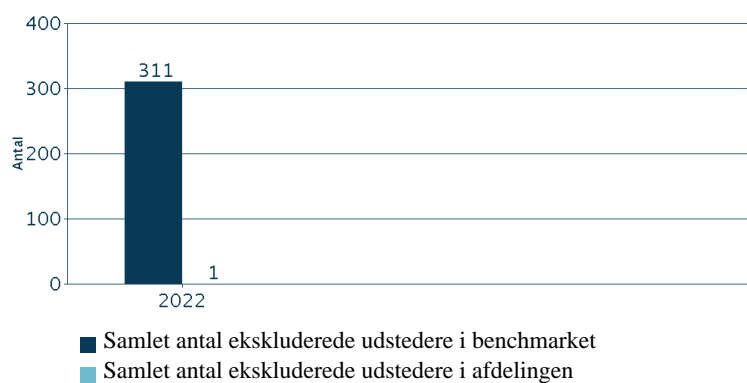 400
311
300
Antal
200
100
1
0
2022
Samlet antal ekskluderede udstedere i benchmarket
Samlet antal ekskluderede udstedere i afdelingen